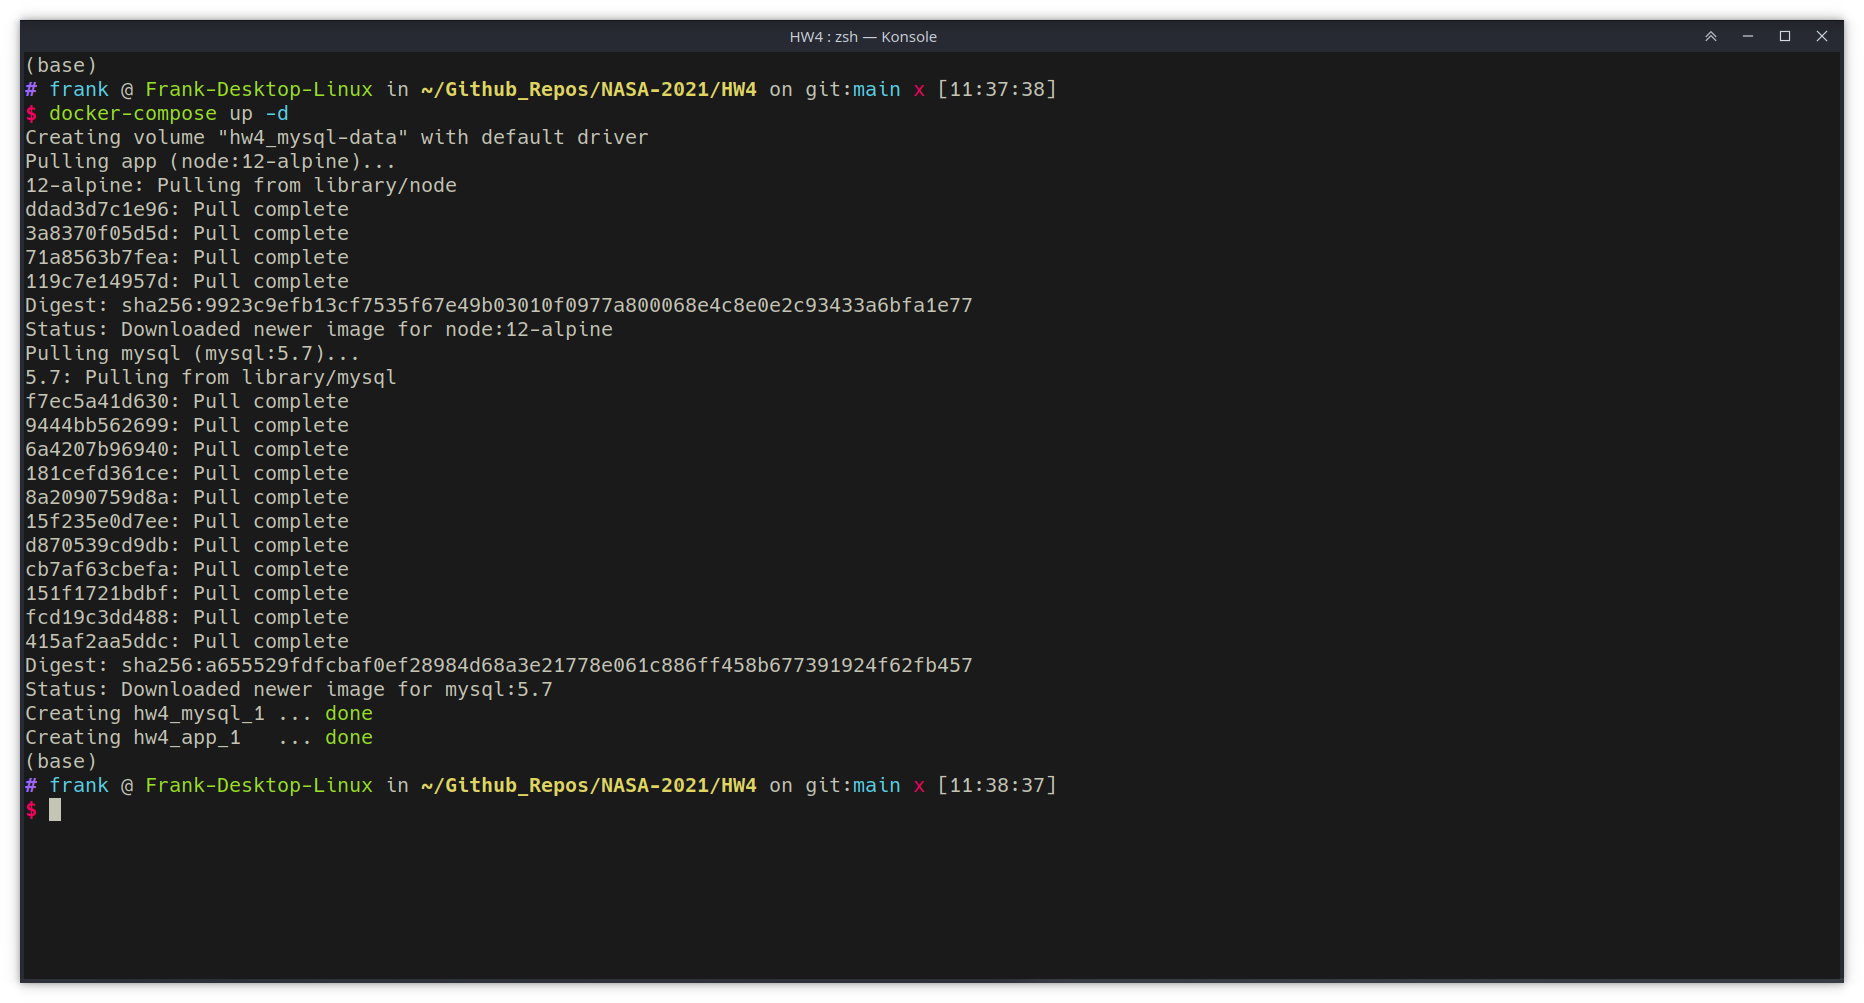 HW4 : zsh — Konsole
(base)
# frank @ Frank-Desktop-Linux in ~/Github_Repos/NASA-2021/HW4 on git:main x [11:37:38]
$ docker-compose up -d
Creating volume "hw4_mysql-data" with default driver
Pulling app (node:12-alpine)...
12-alpine: Pulling from library/node
ddad3d7c1e96: Pull complete
3a8370f05d5d: Pull complete
71a8563b7fea: Pull complete
119c7e14957d: Pull complete
Digest: sha256:9923c9efb13cf7535f67e49b03010f0977a800068e4c8e0e2c93433a6bfa1e77
Status: Downloaded newer image for node:12-alpine
Pulling mysql (mysql:5.7)...
5.7: Pulling from library/mysql
f7ec5a41d630: Pull complete
9444bb562699: Pull complete
6a4207b96940: Pull complete
181cefd361ce: Pull complete
8a2090759d8a: Pull complete
15f235e0d7ee: Pull complete
d870539cd9db: Pull complete
cb7af63cbefa: Pull complete
151f1721bdbf: Pull complete
fcd19c3dd488: Pull complete
415af2aa5ddc: Pull complete
Digest: sha256:a655529fdfcbaf0ef28984d68a3e21778e061c886ff458b677391924f62fb457
Status: Downloaded newer image for mysql:5.7
Creating hw4_mysql_1 ... done
Creating hw4_app_1   ... done
(base)
# frank @ Frank-Desktop-Linux in ~/Github_Repos/NASA-2021/HW4 on git:main x [11:38:37]
$